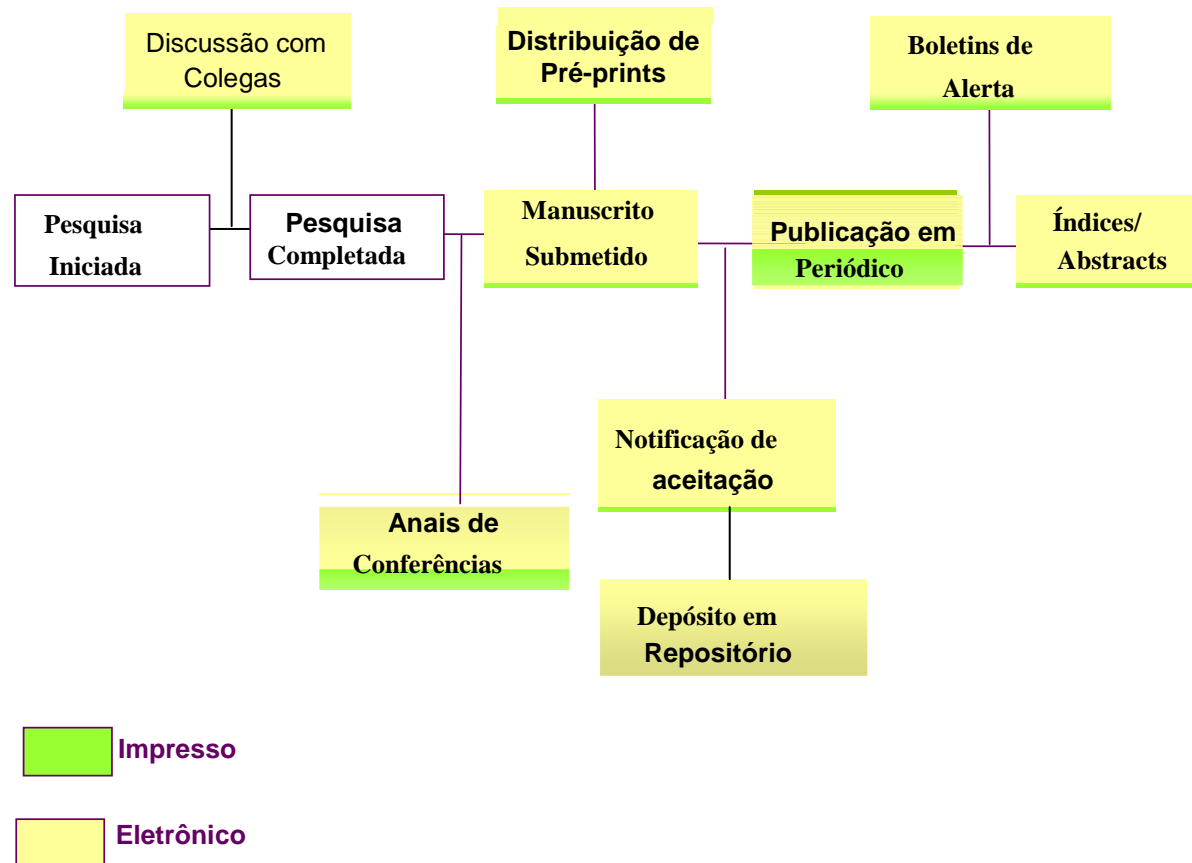 Discussão com
Colegas
Distribuição de
Pré-prints
Boletins de
Alerta
Pesquisa
Iniciada
Pesquisa
Completada
Manuscrito
Submetido
Publicação em
Periódico
Índices/
Abstracts
Notificação de
aceitação
Anais de
Conferências
Depósito em
Repositório
Impresso
Eletrônico